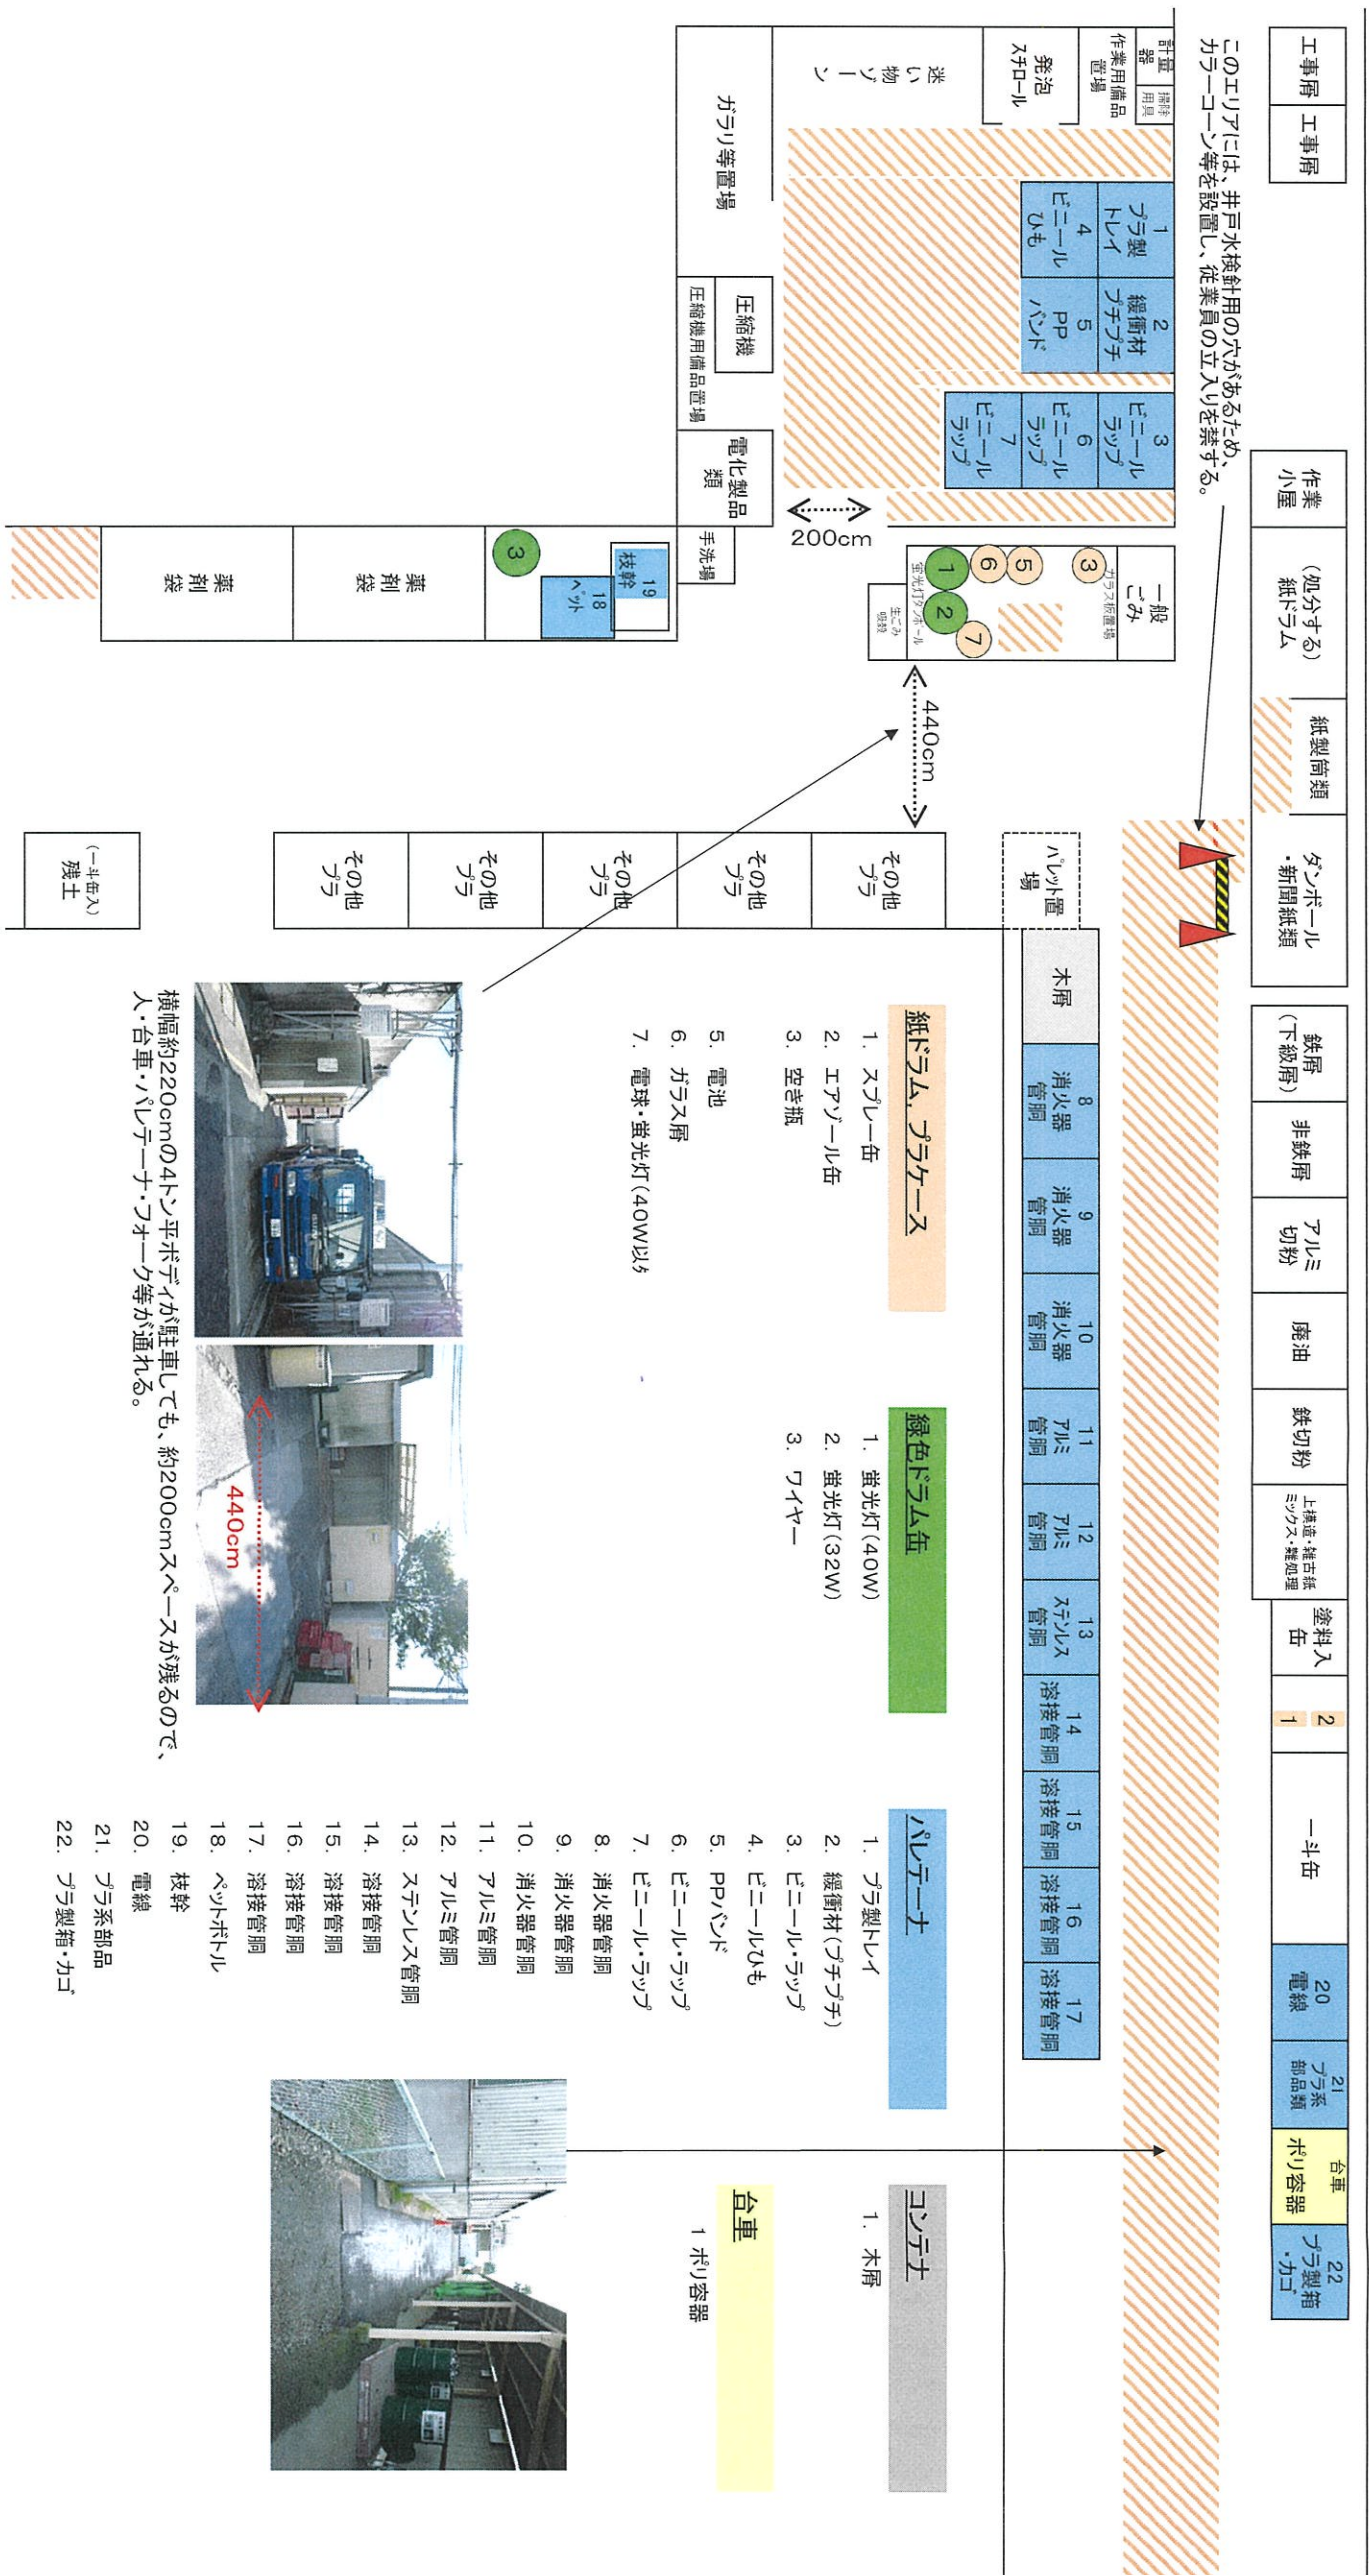 工事屑
工事屑
作業
小屋
(処分する)
紙ドラム
紙製筒類
ダンボール
・新聞紙類
鉄屑
(下級屑)
非鉄屑
アルミ
切粉
廃油
鉄切粉
上模造・雑古紙
ミックス・難処理
塗料入
缶
2
1
一斗缶
20
電線
21
プラ系
部品類
台車
ポリ容器
22
プラ製箱
・カゴ
このエリアには、井戸水検針用の穴があるため、
カラーコーン等を設置し、従業員の立入りを禁する。
計量
器
掃除
用具
作業用備品
置場
発泡
スチロール
迷い物ゾーン
ガラリ等置場
1
プラ製
トレイ
2
緩衝材
プチプチ
3
ビニール
ラップ
4
ビニール
ひも
5
PP
バンド
6
ビニール
ラップ
7
ビニール
ラップ
圧縮機
圧縮機用備品置場
電化製品
類
200cm
手洗場
一般
ごみ
ガラス板置場
3
5
6
1
2
7
蛍光灯ダンボール
生ごみ
吸殻
19
枝幹
18
ペット
3
薬剤
袋
薬剤
袋
440cm
パレット置
場
木屑
8
消火器
管胴
9
消火器
管胴
10
消火器
管胴
11
アルミ
管胴
12
アルミ
管胴
13
ステンレス
管胴
14
溶接管胴
15
溶接管胴
16
溶接管胴
17
溶接管胴
その他
プラ
その他
プラ
その他
プラ
その他
プラ
その他
プラ
(一斗缶入)
残土
紙ドラム，プラケース
1. スプレー缶
2. エアゾール缶
3. 空き瓶
5. 電池
6. ガラス屑
7. 電球・蛍光灯(40W以外
緑色ドラム缶
1. 蛍光灯(40W)
2. 蛍光灯(32W)
3. ワイヤー
パレテーナ
1. プラ製トレイ
2. 緩衝材(プチプチ)
3. ビニール・ラップ
4. ビニールひも
5. PPバンド
6. ビニール・ラップ
7. ビニール・ラップ
8. 消火器管胴
9. 消火器管胴
10. 消火器管胴
11. アルミ管胴
12. アルミ管胴
13. ステンレス管胴
14. 溶接管胴
15. 溶接管胴
16. 溶接管胴
17. 溶接管胴
18. ペットボトル
19. 枝幹
20. 電線
21. プラ系部品
22. プラ製箱・カゴ
コンテナ
1. 木屑
台車
1 ポリ容器
440cm
横幅約220cmの4トン平ボディが駐車しても、約200cmスペースが残るので、
人・台車・パレテーナ・フォーク等が通れる。